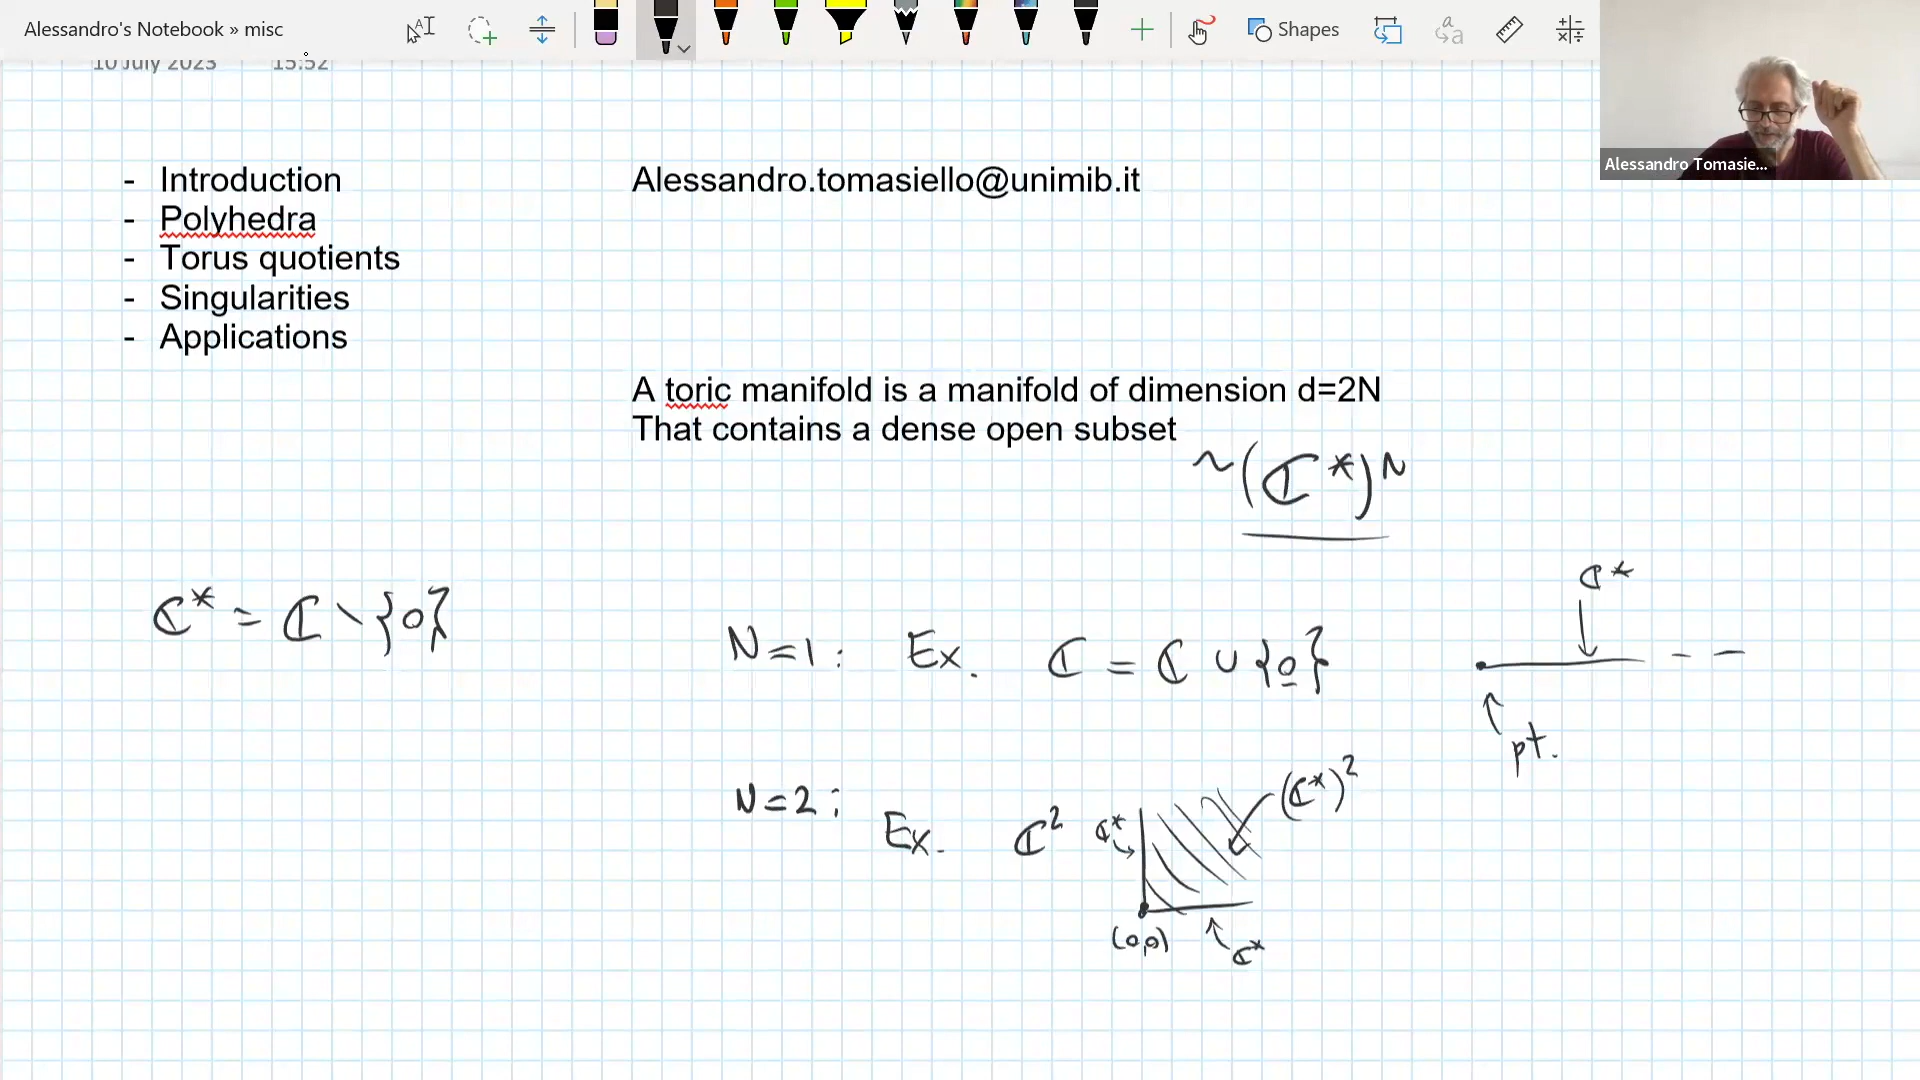 Alessandro's Notebook » misc
Shapes
10 July 2023 15:52
Alessandro Tomasie...
- Introduction
- Polyhedra
- Torus quotients
- Singularities
- Applications
Alessandro.tomasiello@unimib.it
A toric manifold is a manifold of dimension d=2N
That contains a dense open subset
~(ℂ*)ᴺ
ℂ* = ℂ \ {0}
N=1: Ex. ℂ = ℂ ∪ {0}
ℂ*
pt.
N=2: Ex. ℂ²
ℂ*
(ℂ*)²
(0,0)
ℂ*